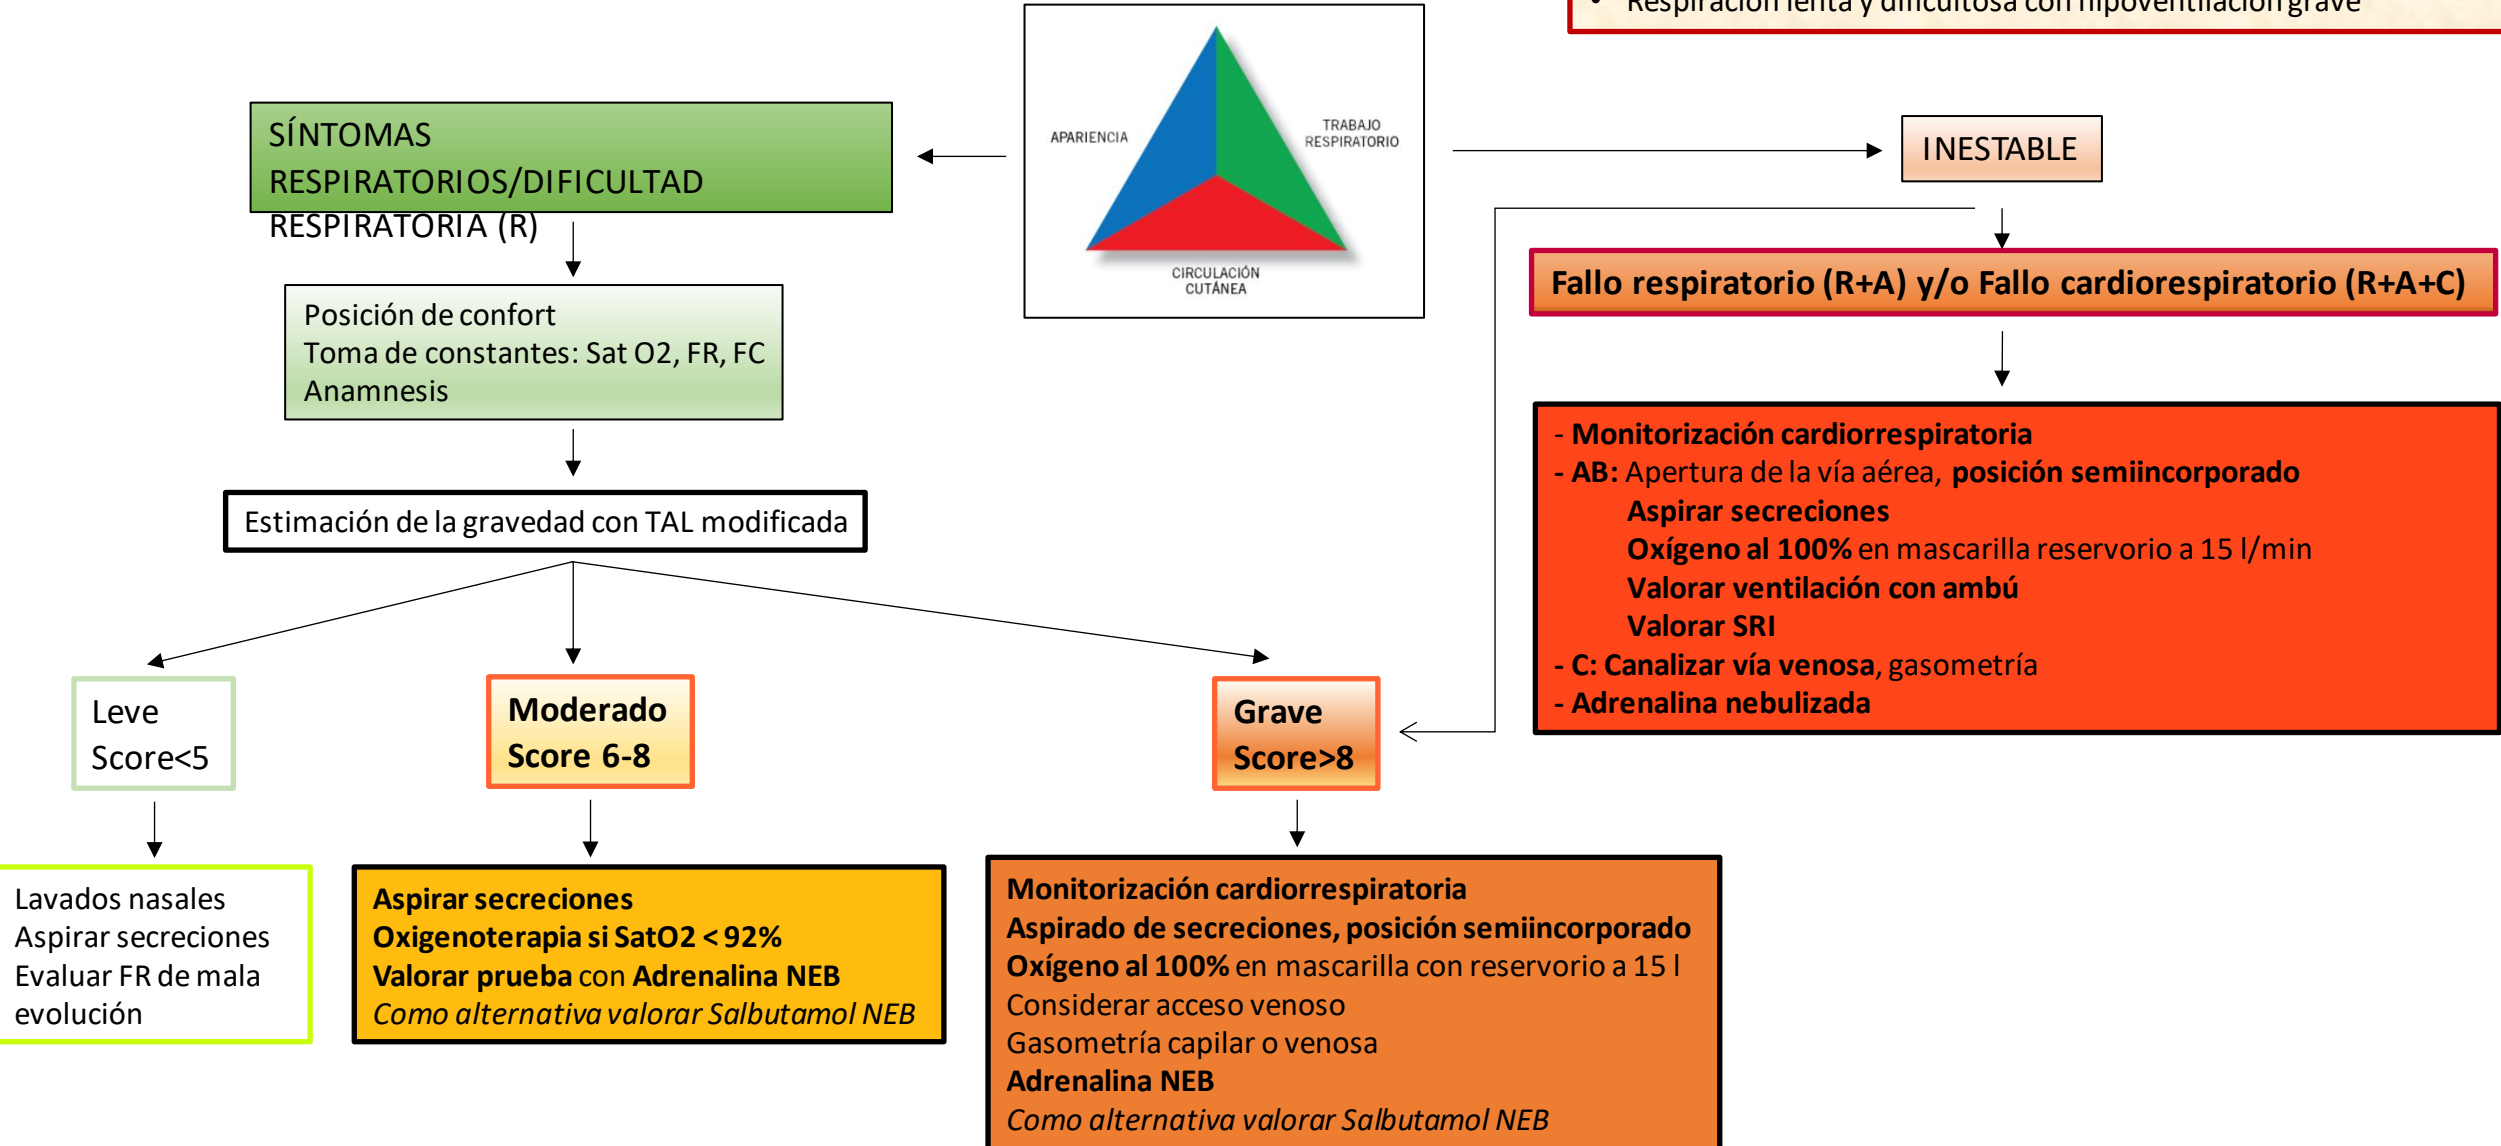 • Respiración lenta y dificultosa con hipoventilación grave
SÍNTOMAS
RESPIRATORIOS/DIFICULTAD
RESPIRATORIA (R)
APARIENCIA
TRABAJO
RESPIRATORIO
CIRCULACIÓN
CUTÁNEA
INESTABLE
Fallo respiratorio (R+A) y/o Fallo cardiorespiratorio (R+A+C)
Posición de confort
Toma de constantes: Sat O2, FR, FC
Anamnesis
- Monitorización cardiorrespiratoria
- AB: Apertura de la vía aérea, posición semiincorporado
Aspirar secreciones
Oxígeno al 100% en mascarilla reservorio a 15 l/min
Valorar ventilación con ambú
Valorar SRI
- C: Canalizar vía venosa, gasometría
- Adrenalina nebulizada
Estimación de la gravedad con TAL modificada
Leve
Score<5
Moderado
Score 6-8
Grave
Score>8
Lavados nasales
Aspirar secreciones
Evaluar FR de mala
evolución
Aspirar secreciones
Oxigenoterapia si SatO2 < 92%
Valorar prueba con Adrenalina NEB
Como alternativa valorar Salbutamol NEB
Monitorización cardiorrespiratoria
Aspirado de secreciones, posición semiincorporado
Oxígeno al 100% en mascarilla con reservorio a 15 l
Considerar acceso venoso
Gasometría capilar o venosa
Adrenalina NEB
Como alternativa valorar Salbutamol NEB